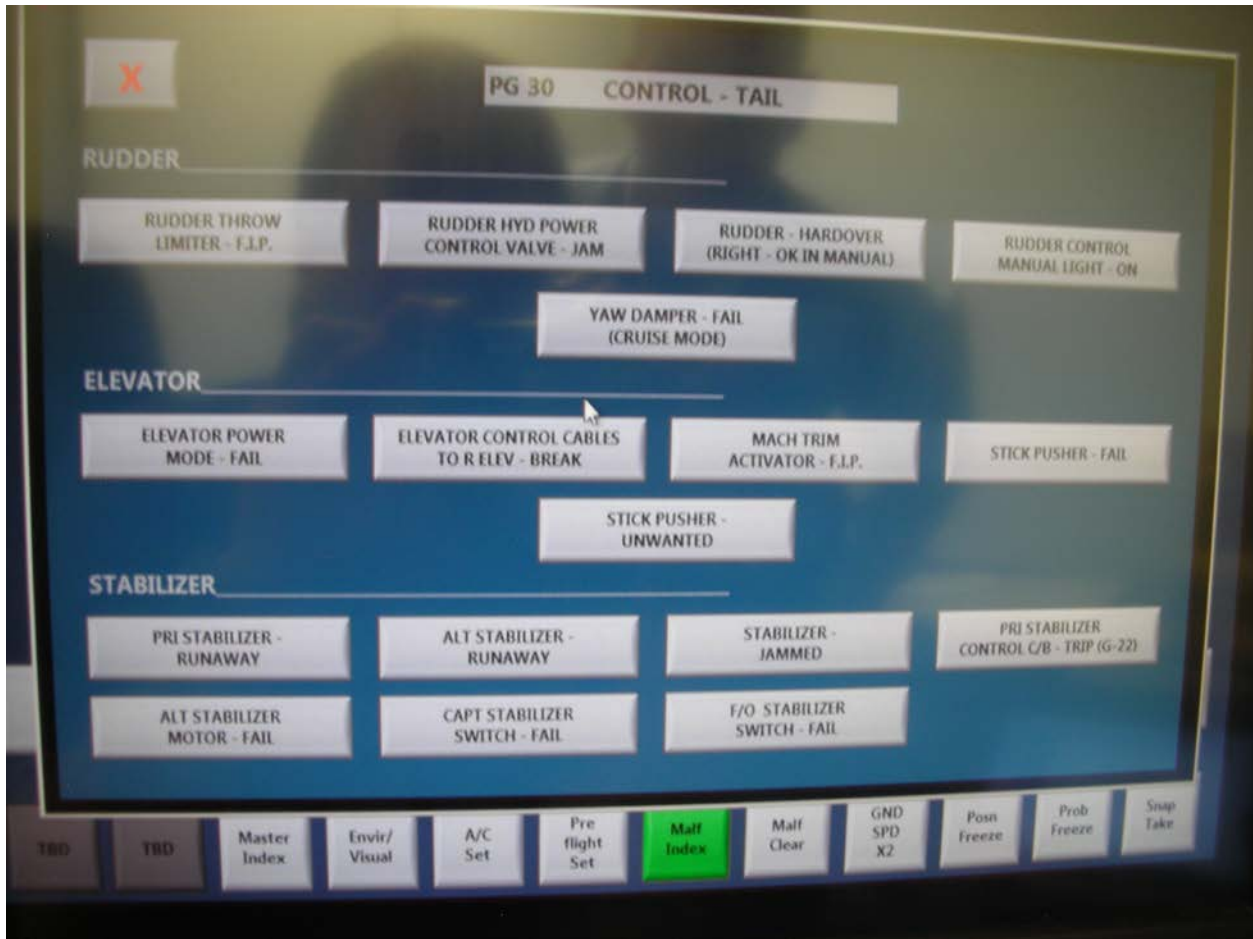 X
PG 30 CONTROL - TAIL
RUDDER
RUDDER THROW
LIMITER - F.I.P.
RUDDER HYD POWER
CONTROL VALVE - JAM
RUDDER - HARDOVER
(RIGHT - OK IN MANUAL)
RUDDER CONTROL
MANUAL LIGHT - ON
YAW DAMPER - FAIL
(CRUISE MODE)
ELEVATOR
ELEVATOR POWER
MODE - FAIL
ELEVATOR CONTROL CABLES
TO R ELEV - BREAK
MACH TRIM
ACTIVATOR - F.I.P.
STICK PUSHER - FAIL
STICK PUSHER -
UNWANTED
STABILIZER
PRI STABILIZER -
RUNAWAY
ALT STABILIZER -
RUNAWAY
STABILIZER -
JAMMED
PRI STABILIZER
CONTROL C/B - TRIP (G-22)
ALT STABILIZER
MOTOR - FAIL
CAPT STABILIZER
SWITCH - FAIL
F/O STABILIZER
SWITCH - FAIL
TBD
TBD
Master
Index
Envir/
Visual
A/C
Set
Pre
flight
Set
Malf
Index
Malf
Clear
GND
SPD
X2
Posn
Freeze
Prob
Freeze
Snap
Take